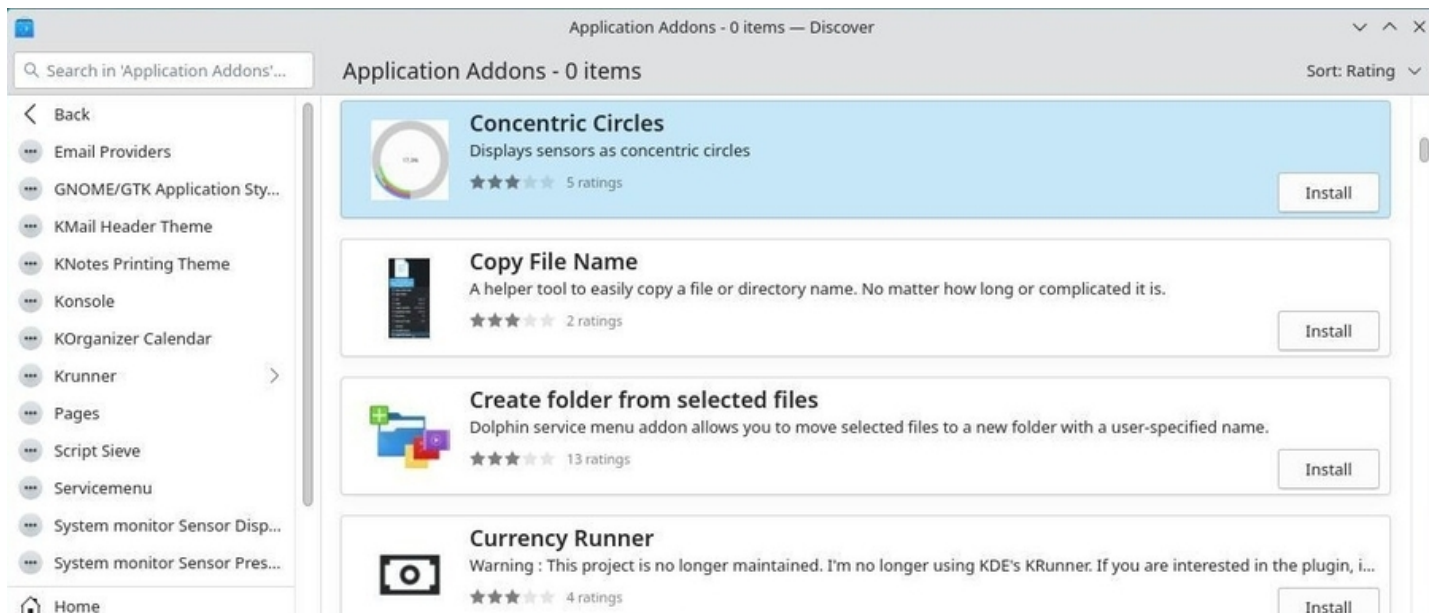 Application Addons - 0 items — Discover
Search in 'Application Addons'...
Application Addons - 0 items
Sort: Rating
Back
Email Providers
GNOME/GTK Application Sty...
KMail Header Theme
KNotes Printing Theme
Konsole
KOrganizer Calendar
Krunner
Pages
Script Sieve
Servicemenu
System monitor Sensor Disp...
System monitor Sensor Pres...
Home
Concentric Circles
Displays sensors as concentric circles
5 ratings
Install
Copy File Name
A helper tool to easily copy a file or directory name. No matter how long or complicated it is.
2 ratings
Install
Create folder from selected files
Dolphin service menu addon allows you to move selected files to a new folder with a user-specified name.
13 ratings
Install
Currency Runner
Warning : This project is no longer maintained. I'm no longer using KDE's KRunner. If you are interested in the plugin, i...
4 ratings
Install